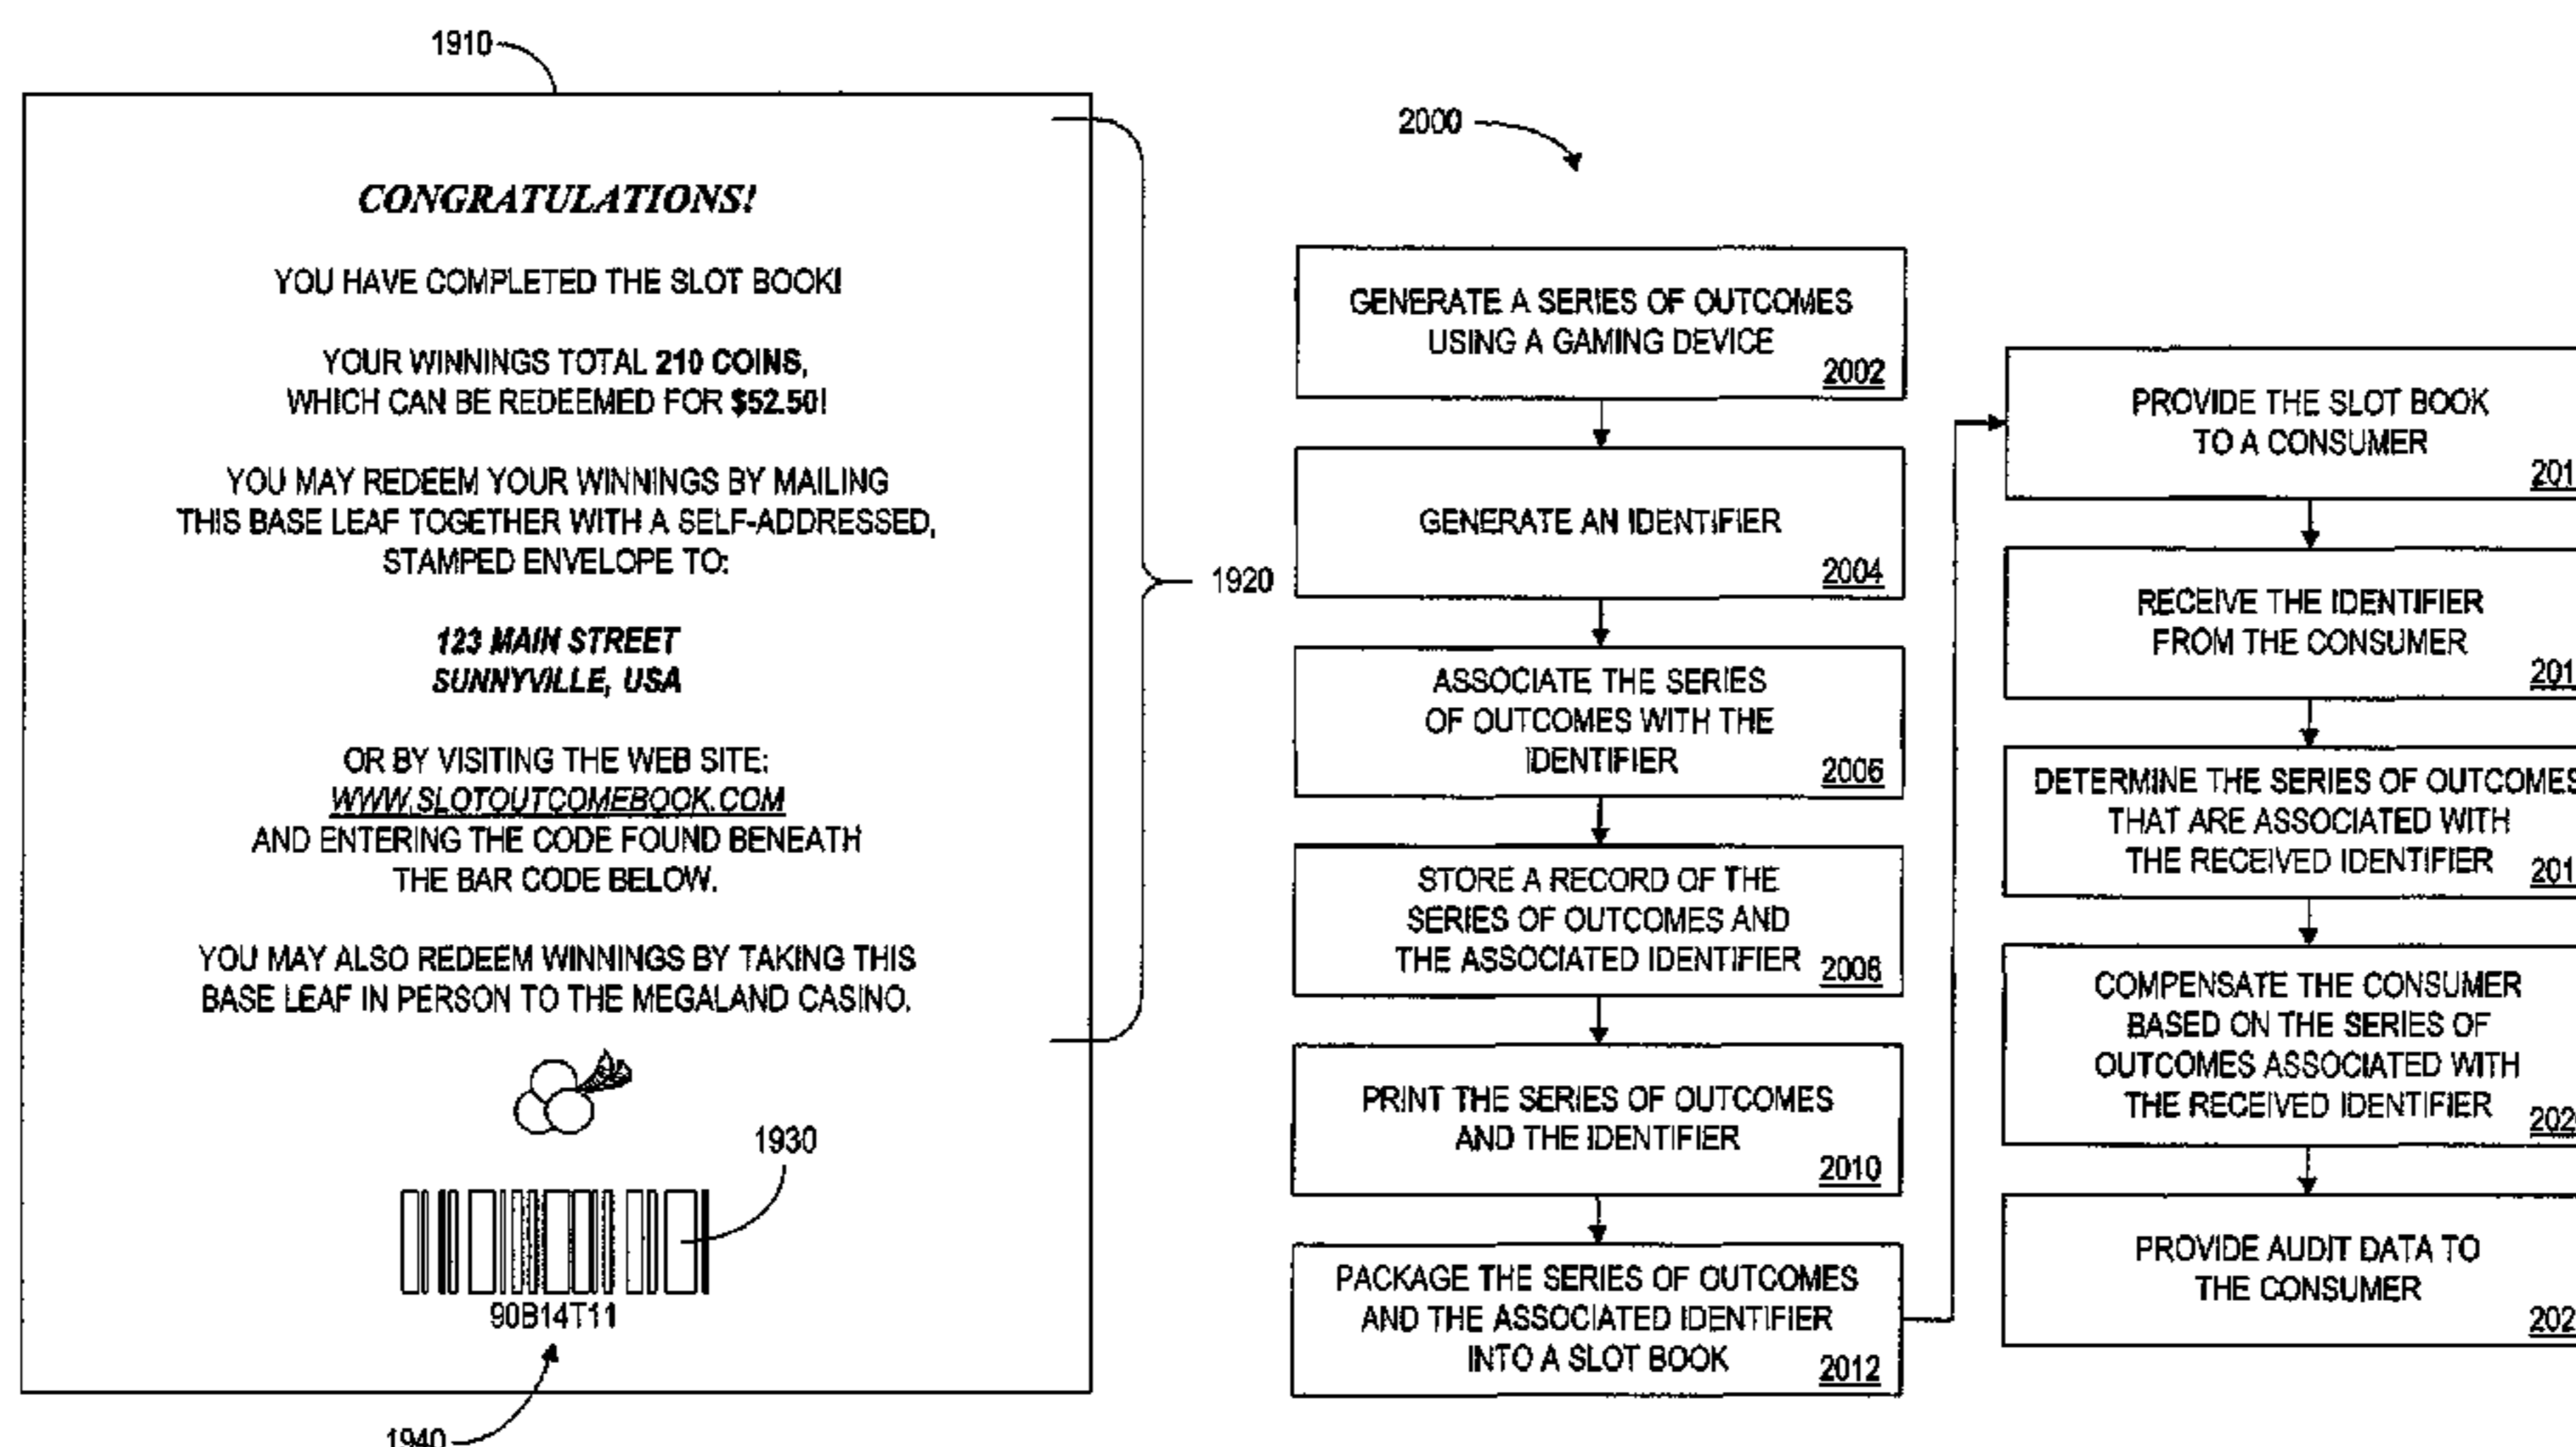 1910
CONGRATULATIONS!
YOU HAVE COMPLETED THE SLOT BOOK!
YOUR WINNINGS TOTAL 210 COINS,
WHICH CAN BE REDEEMED FOR $52.50!
YOU MAY REDEEM YOUR WINNINGS BY MAILING
THIS BASE LEAF TOGETHER WITH A SELF-ADDRESSED,
STAMPED ENVELOPE TO:
123 MAIN STREET
SUNNYVILLE, USA
OR BY VISITING THE WEB SITE:
WWW.SLOTOUTCOMEBOOK.COM
AND ENTERING THE CODE FOUND BENEATH
THE BAR CODE BELOW.
YOU MAY ALSO REDEEM WINNINGS BY TAKING THIS
BASE LEAF IN PERSON TO THE MEGALAND CASINO.
1920
1930
90B14T11
1940
2000
GENERATE A SERIES OF OUTCOMES
USING A GAMING DEVICE
2002
GENERATE AN IDENTIFIER
2004
ASSOCIATE THE SERIES
OF OUTCOMES WITH THE
IDENTIFIER
2006
STORE A RECORD OF THE
SERIES OF OUTCOMES AND
THE ASSOCIATED IDENTIFIER
2008
PRINT THE SERIES OF OUTCOMES
AND THE IDENTIFIER
2010
PACKAGE THE SERIES OF OUTCOMES
AND THE ASSOCIATED IDENTIFIER
INTO A SLOT BOOK
2012
PROVIDE THE SLOT BOOK
TO A CONSUMER
RECEIVE THE IDENTIFIER
FROM THE CONSUMER
DETERMINE THE SERIES OF OUTCOMES
THAT ARE ASSOCIATED WITH
THE RECEIVED IDENTIFIER
COMPENSATE THE CONSUMER
BASED ON THE SERIES OF
OUTCOMES ASSOCIATED WITH
THE RECEIVED IDENTIFIER
PROVIDE AUDIT DATA TO
THE CONSUMER